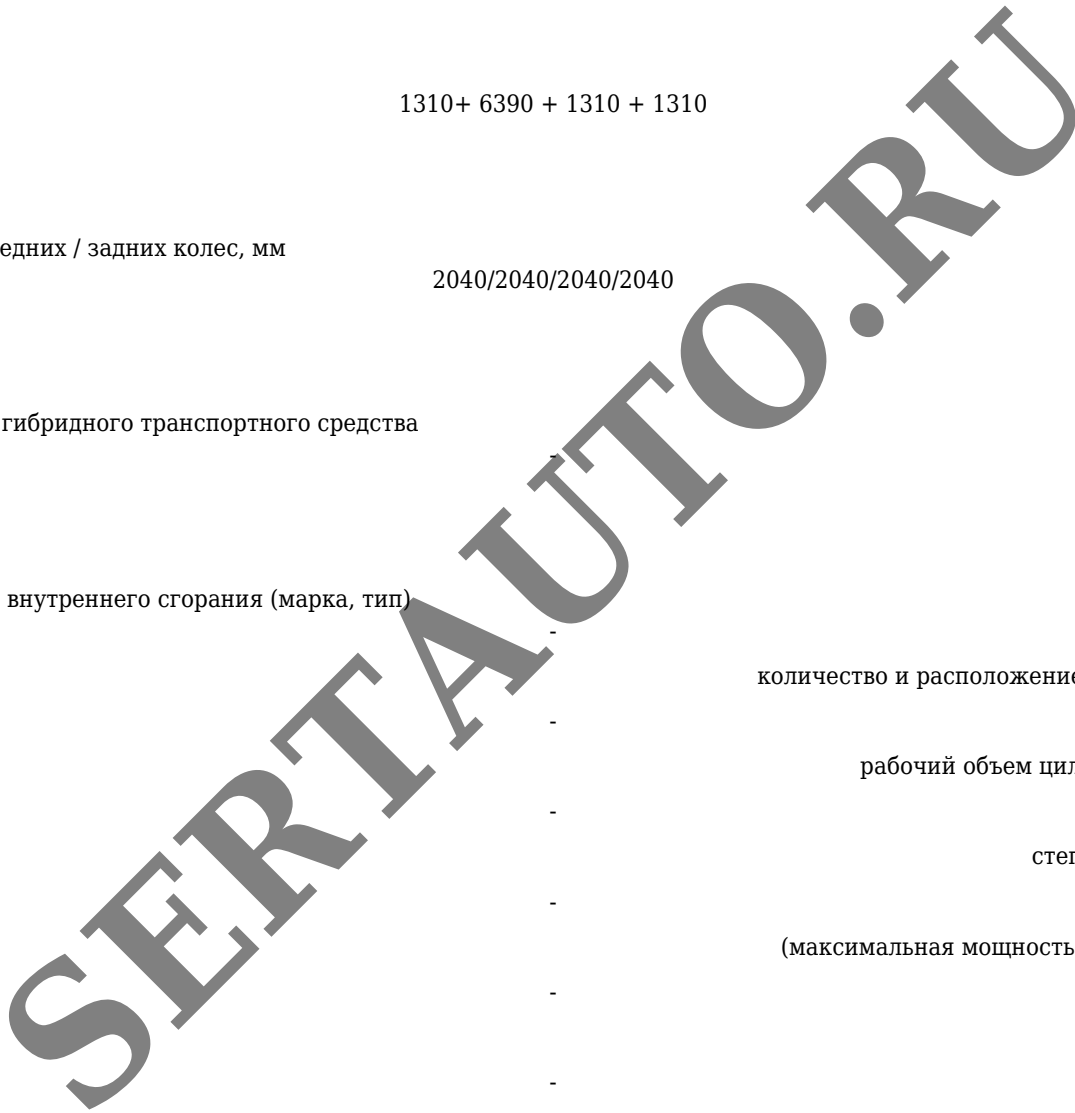 1310+ 6390 + 1310 + 1310
едних / задних колес, мм
2040/2040/2040/2040
гибридного транспортного средства
-
внутреннего сгорания (марка, тип)
-
количество и расположение
-
рабочий объем цил
-
степ
-
(максимальная мощность
-
-
SERTAUTO.RU